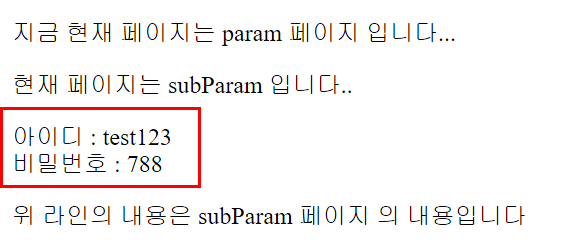 지금 현재 페이지는 param 페이지 입니다...
현재 페이지는 subParam 입니다..
아이디 : test123
비밀번호 : 788
위 라인의 내용은 subParam 페이지 의 내용입니다